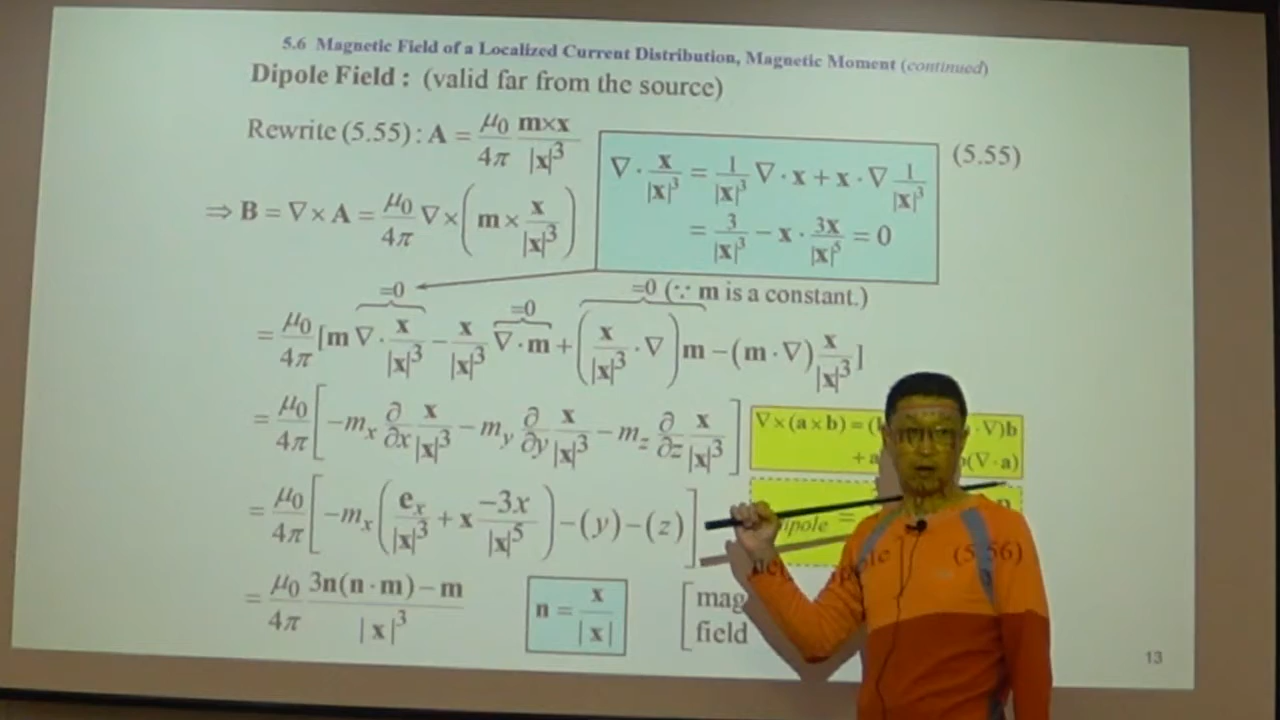 5.6 Magnetic Field of a Localized Current Distribution, Magnetic Moment (continued)
Dipole Field : (valid far from the source)
Rewrite (5.55) : A = μ₀/4π m×x/|x|³ (5.55)
∇ · x/|x|³ = 1/|x|³ ∇ · x + x · ∇ 1/|x|³
= 3/|x|³ − x · 3x/|x|⁵ = 0
⇒ B = ∇ × A = μ₀/4π ∇ × (m × x/|x|³)
=0 =0 =0 (∵ m is a constant.)
= μ₀/4π [m ∇ · x/|x|³ − x/|x|³ ∇ · m + (x/|x|³ · ∇) m − (m · ∇) x/|x|³]
= μ₀/4π [−mₓ ∂/∂x x/|x|³ − m_y ∂/∂y x/|x|³ − m_z ∂/∂z x/|x|³]
∇ × (a × b) = ( · ∇)b
+ a (∇ · a)
= μ₀/4π [−mₓ (eₓ/|x|³ + x −3x/|x|⁵) − (y) − (z)]
=
(5.56)
= μ₀/4π 3n(n · m) − m/|x|³
n = x/|x|
field
13